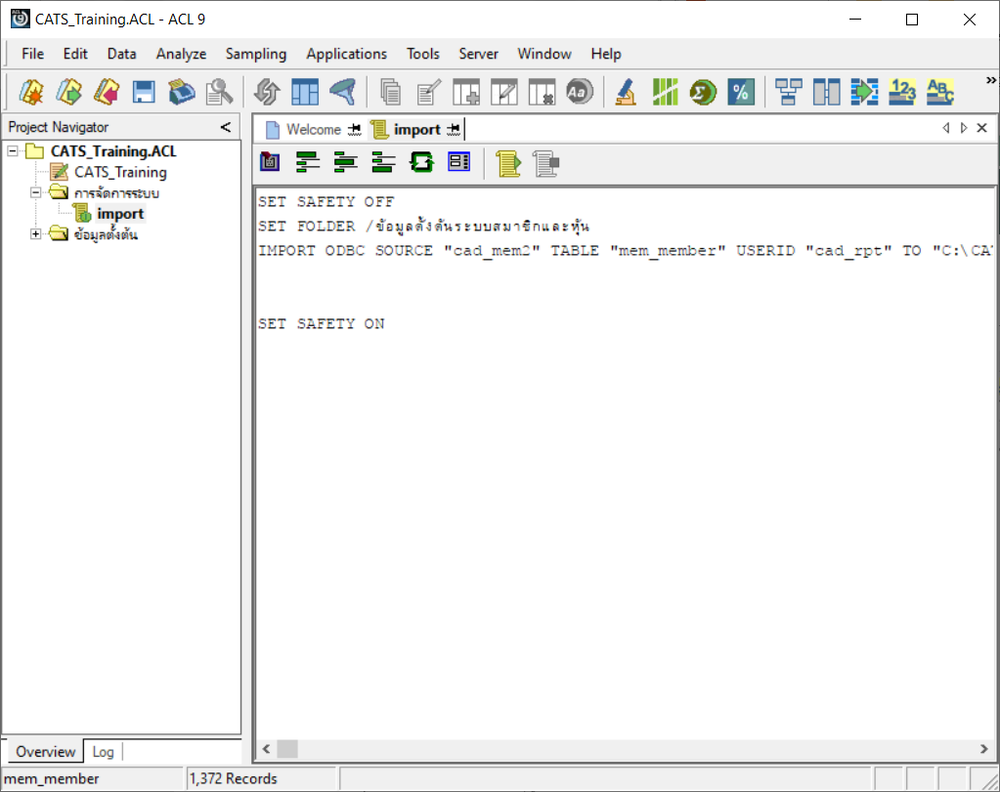 CATS_Training.ACL - ACL 9
File Edit Data Analyze Sampling Applications Tools Server Window Help
Project Navigator
CATS_Training.ACL
CATS_Training
การจัดการระบบ
import
ข้อมูลตั้งต้น
Welcome import
SET SAFETY OFF
SET FOLDER /ข้อมูลตั้งต้นระบบสมาชิกและหุ้น
IMPORT ODBC SOURCE "cad_mem2" TABLE "mem_member" USERID "cad_rpt" TO "C:\CA
SET SAFETY ON
Overview Log
mem_member 1,372 Records